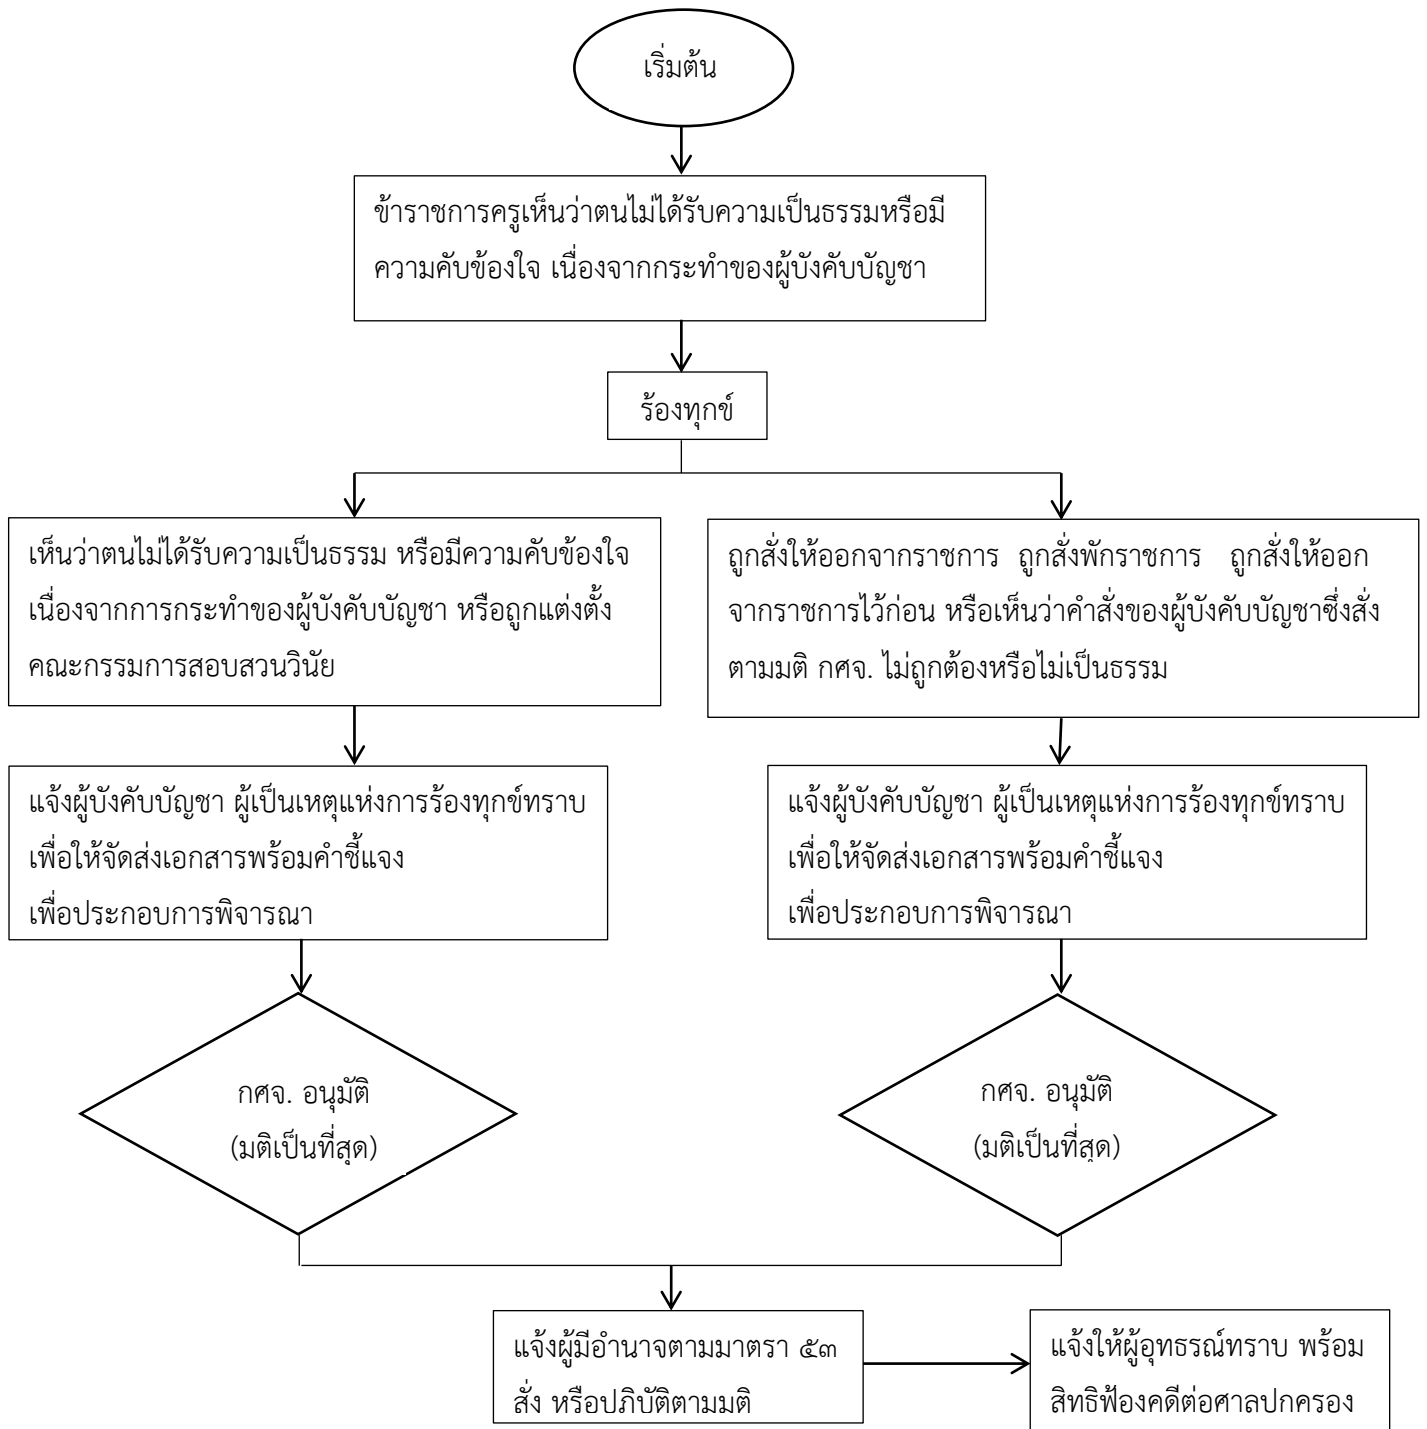 เริ่มต้น
ข้าราชการครูเห็นว่าตนไม่ได้รับความเป็นธรรมหรือมี
ความคับข้องใจ เนื่องจากกระทำของผู้บังคับบัญชา
ร้องทุกข์
เห็นว่าตนไม่ได้รับความเป็นธรรม หรือมีความคับข้องใจ
เนื่องจากการกระทำของผู้บังคับบัญชา หรือถูกแต่งตั้ง
คณะกรรมการสอบสวนวินัย
ถูกสั่งให้ออกจากราชการ ถูกสั่งพักราชการ ถูกสั่งให้ออก
จากราชการไว้ก่อน หรือเห็นว่าคำสั่งของผู้บังคับบัญชาซึ่งสั่ง
ตามมติ กศจ. ไม่ถูกต้องหรือไม่เป็นธรรม
แจ้งผู้บังคับบัญชา ผู้เป็นเหตุแห่งการร้องทุกข์ทราบ
เพื่อให้จัดส่งเอกสารพร้อมคำชี้แจง
เพื่อประกอบการพิจารณา
แจ้งผู้บังคับบัญชา ผู้เป็นเหตุแห่งการร้องทุกข์ทราบ
เพื่อให้จัดส่งเอกสารพร้อมคำชี้แจง
เพื่อประกอบการพิจารณา
กศจ. อนุมัติ
(มติเป็นที่สุด)
กศจ. อนุมัติ
(มติเป็นที่สุด)
แจ้งผู้มีอำนาจตามมาตรา ๕๓
สั่ง หรือปภิบัติตามมติ
แจ้งให้ผู้อุทธรณ์ทราบ พร้อม
สิทธิฟ้องคดีต่อศาลปกครอง